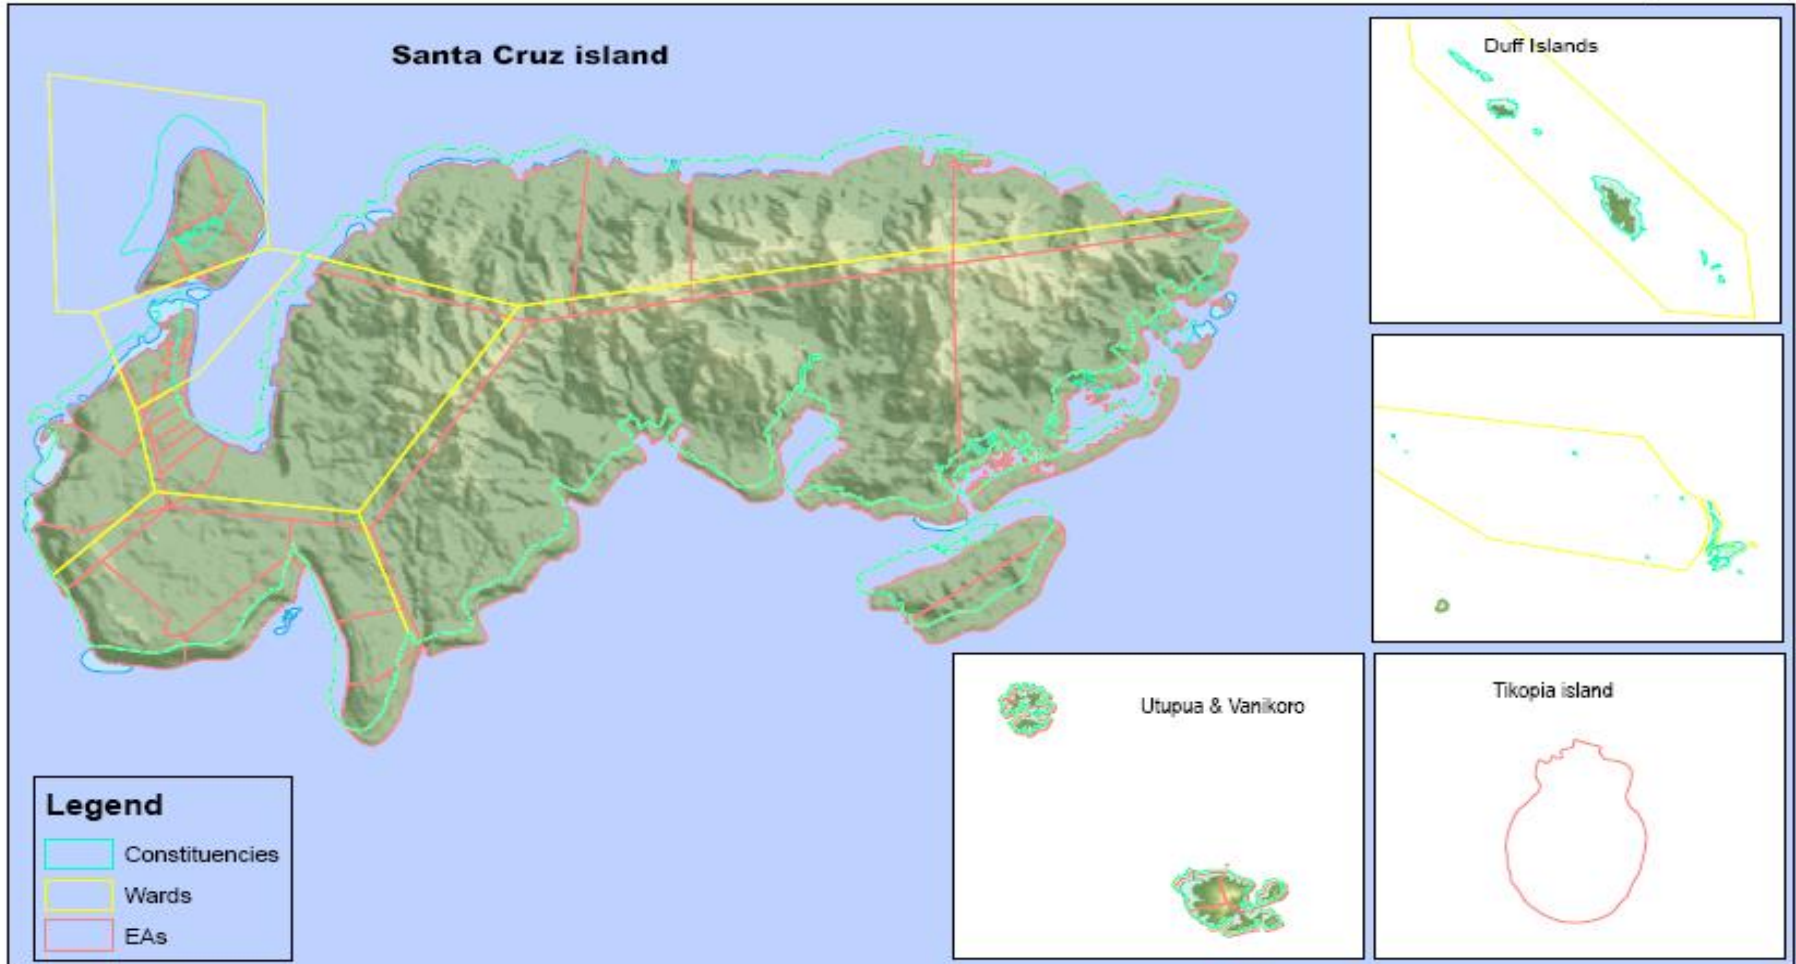 Santa Cruz island
Duff Islands
Utupua & Vanikoro
Tikopia island
Legend
Constituencies
Wards
EAs